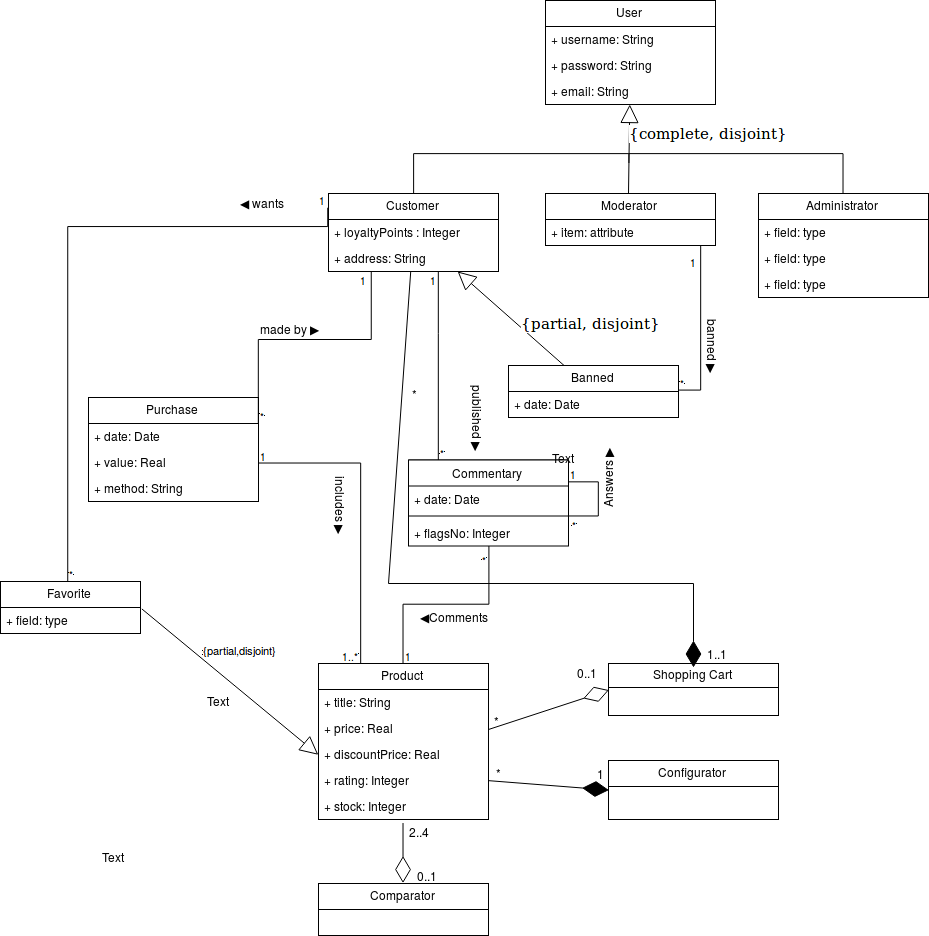 User
+ username: String
+ password: String
+ email: String
{complete, disjoint}
◀ wants
1
Customer
+ loyaltyPoints : Integer
+ address: String
Moderator
+ item: attribute
Administrator
+ field: type
+ field: type
+ field: type
1
1
1
made by ▶
{partial, disjoint}
banned ▶
Banned
+ date: Date
*
*
published ▶
Purchase
+ date: Date
+ value: Real
+ method: String
*
1
includes ▶
*
Text
Commentary
+ date: Date
+ flagsNo: Integer
1
*
Answers ▶
*
◀Comments
*
Favorite
+ field: type
:{partial,disjoint}
Text
1..*
1
Product
+ title: String
+ price: Real
+ discountPrice: Real
+ rating: Integer
+ stock: Integer
1..1
0..1
*
Shopping Cart
*
1
Configurator
2..4
0..1
Text
Comparator